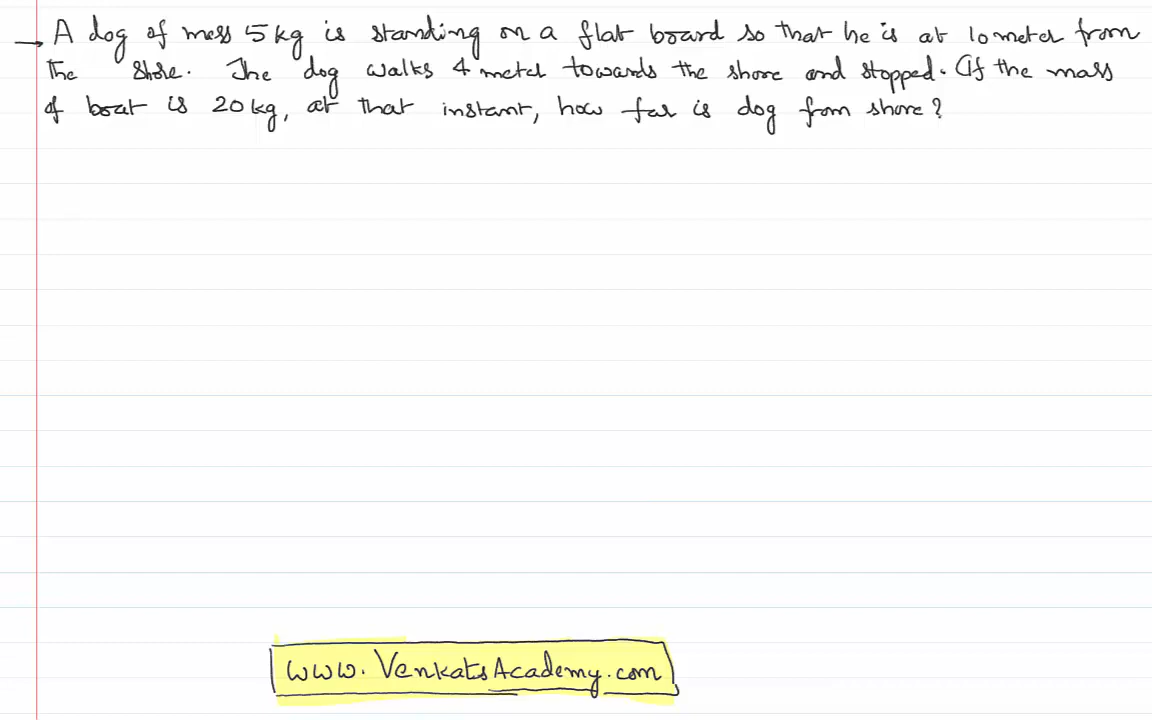 → A dog of mass 5 kg is standing on a flat board so that he is at 10 meter from
the shore. The dog walks 4 meter towards the shore and stopped. If the mass
of boat is 20 kg, at that instant, how far is dog from shore?
www.VenkatsAcademy.com